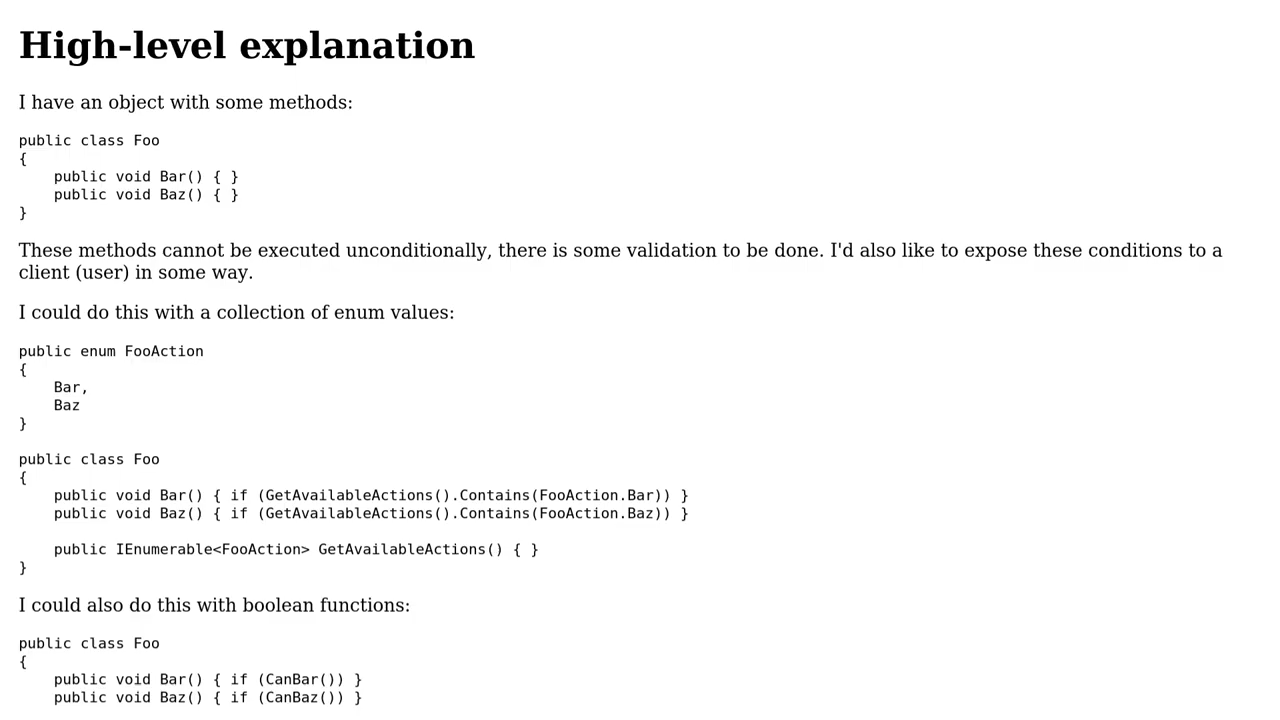 High-level explanation
I have an object with some methods:
public class Foo
{
    public void Bar() { }
    public void Baz() { }
}
These methods cannot be executed unconditionally, there is some validation to be done. I'd also like to expose these conditions to a
client (user) in some way.
I could do this with a collection of enum values:
public enum FooAction
{
    Bar,
    Baz
}
public class Foo
{
    public void Bar() { if (GetAvailableActions().Contains(FooAction.Bar)) }
    public void Baz() { if (GetAvailableActions().Contains(FooAction.Baz)) }
    public IEnumerable<FooAction> GetAvailableActions() { }
}
I could also do this with boolean functions:
public class Foo
{
    public void Bar() { if (CanBar()) }
    public void Baz() { if (CanBaz()) }